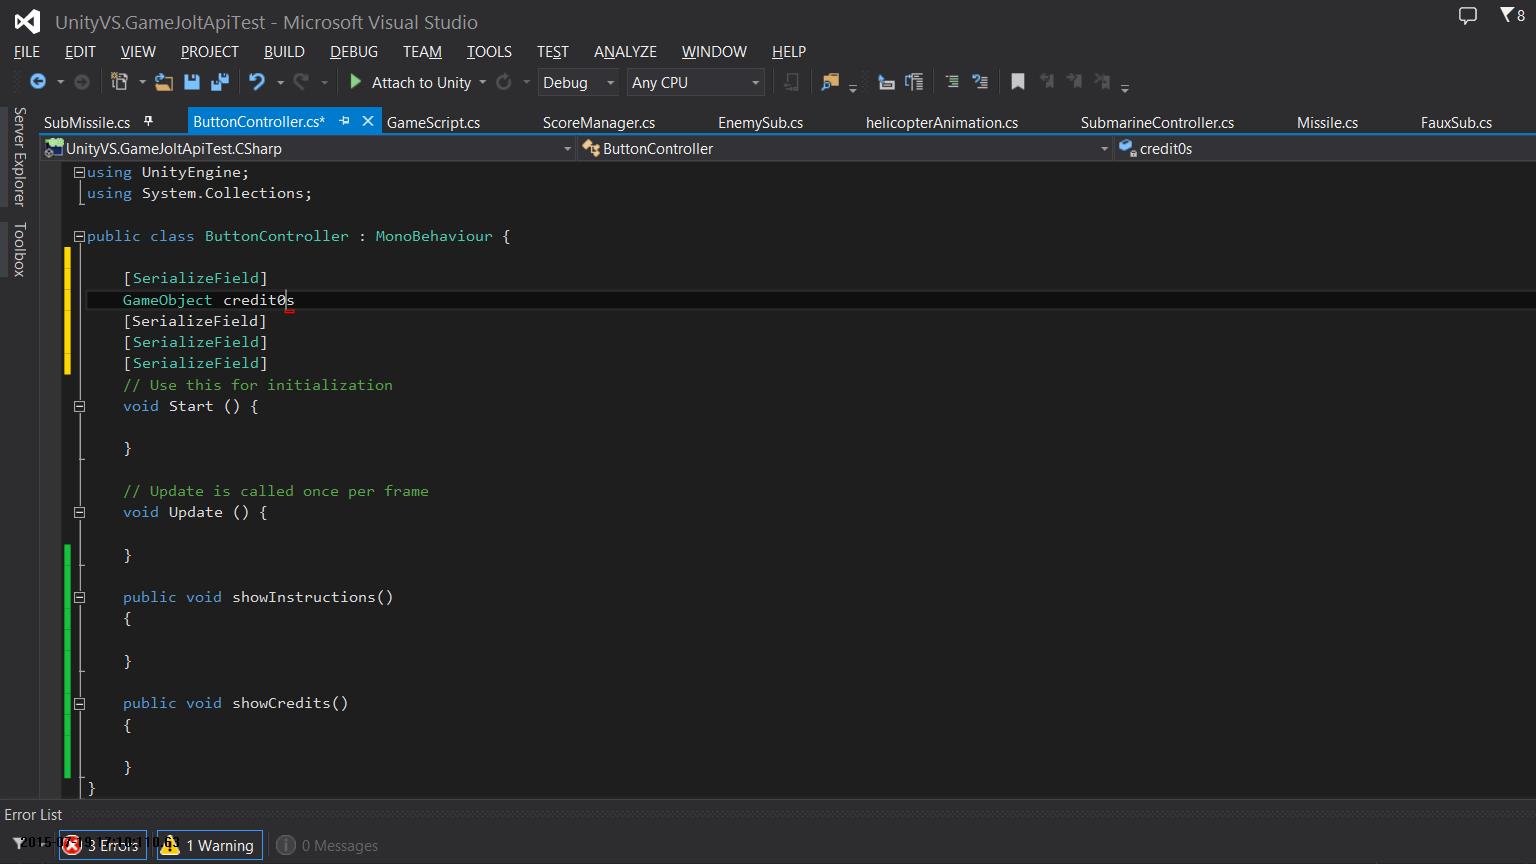 UnityVS.GameJoltApiTest - Microsoft Visual Studio
8
FILE EDIT VIEW PROJECT BUILD DEBUG TEAM TOOLS TEST ANALYZE WINDOW HELP
Attach to Unity Debug Any CPU
Server Explorer
Toolbox
SubMissile.cs ButtonController.cs* GameScript.cs ScoreManager.cs EnemySub.cs helicopterAnimation.cs SubmarineController.cs Missile.cs FauxSub.cs
UnityVS.GameJoltApiTest.CSharp ButtonController credit0s
using UnityEngine;
using System.Collections;
public class ButtonController : MonoBehaviour {
[SerializeField]
GameObject credit0s
[SerializeField]
[SerializeField]
[SerializeField]
// Use this for initialization
void Start () {
}
// Update is called once per frame
void Update () {
}
public void showInstructions()
{
}
public void showCredits()
{
}
}
Error List
3 Errors 1 Warning 0 Messages